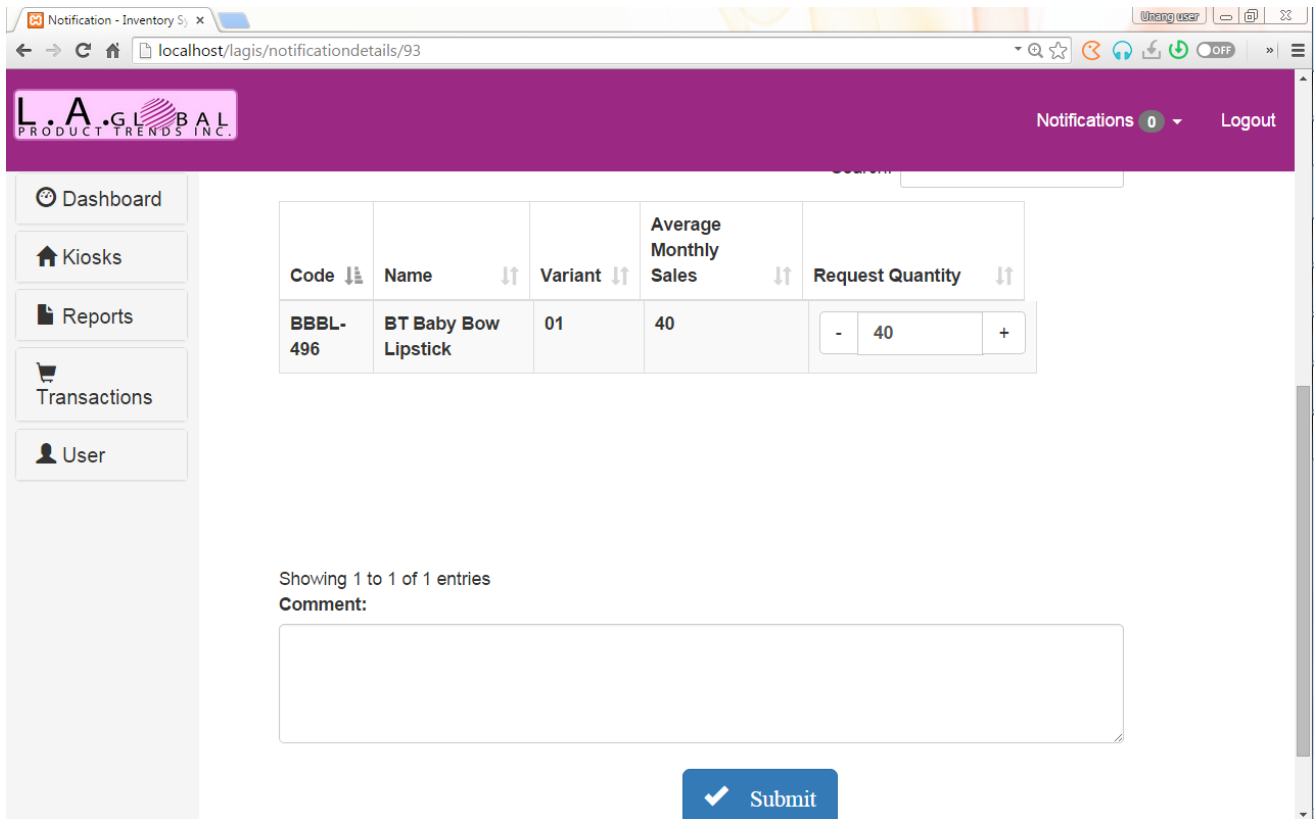 Notification - Inventory Sy
Unang user
localhost/lagis/notificationdetails/93
OFF
L.A.GLOBAL
PRODUCT TRENDS INC.
Notifications 0
Logout
Dashboard
Kiosks
Reports
Transactions
User
Search:
Code
Name
Variant
Average
Monthly
Sales
Request Quantity
BBBL-
496
BT Baby Bow
Lipstick
01
40
- 40 +
Showing 1 to 1 of 1 entries
Comment:
Submit